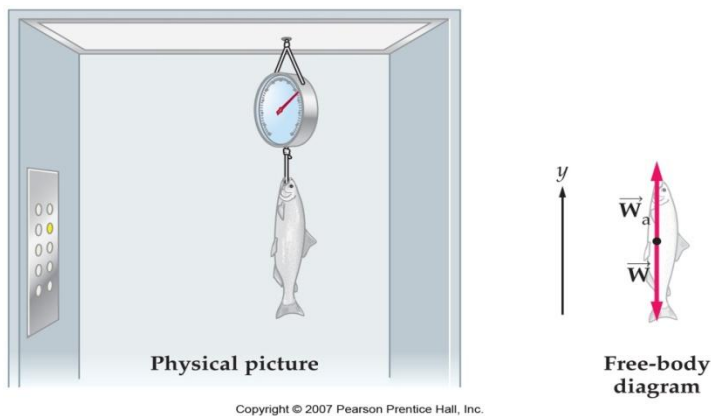 y
W a
W
Physical picture
Free-body
diagram
Copyright © 2007 Pearson Prentice Hall, Inc.